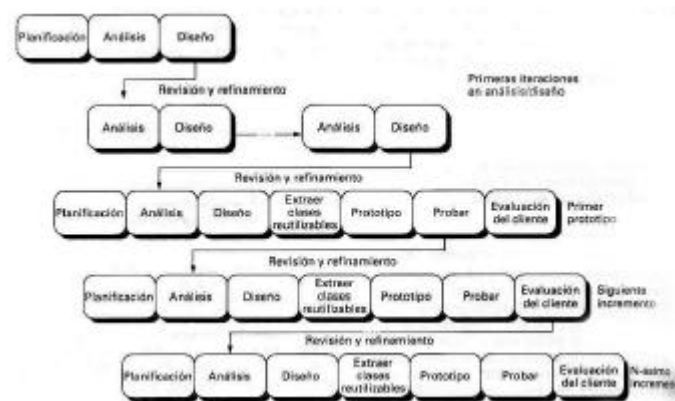 Planificación Análisis Diseño
Revisión y refinamiento
Primeras iteraciones
en análisis/diseño
Análisis Diseño Análisis Diseño
Revisión y refinamiento
Planificación Análisis Diseño Extraer clases reutilizables Prototipo Probar Evaluación del cliente Primer prototipo
Revisión y refinamiento
Planificación Análisis Diseño Extraer clases reutilizables Prototipo Probar Evaluación del cliente Siguiente incremento
Revisión y refinamiento
Planificación Análisis Diseño Extraer clases reutilizables Prototipo Probar Evaluación del cliente